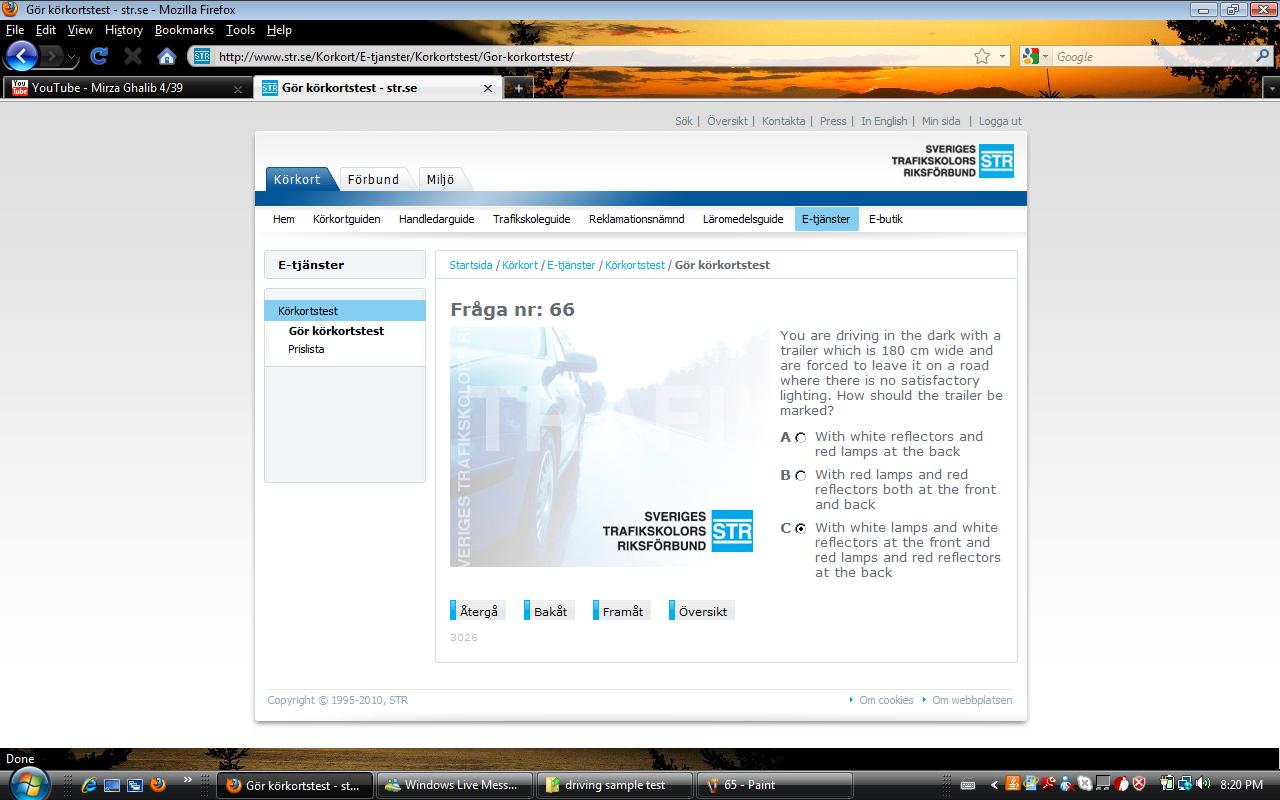 Gör körkortstest - str.se - Mozilla Firefox
File Edit View History Bookmarks Tools Help
STR http://www.str.se/Korkort/E-tjanster/Korkortstest/Gor-korkortstest/ Google
You Tube YouTube - Mirza Ghalib 4/39 STR Gör körkortstest - str.se
Sök | Översikt | Kontakta | Press | In English | Min sida | Logga ut
SVERIGES
TRAFIKSKOLORS STR
RIKSFÖRBUND
Körkort Förbund Miljö
Hem Körkortguiden Handledarguide Trafikskoleguide Reklamationsnämnd Läromedelsguide E-tjänster E-butik
E-tjänster
Körkortstest
Gör körkortstest
Prislista
Startsida / Körkort / E-tjänster / Körkortstest / Gör körkortstest
Fråga nr: 66
VERIGES TRAFIKSKOLOR
TRAFI
SVERIGES
TRAFIKSKOLORS STR
RIKSFÖRBUND
You are driving in the dark with a
trailer which is 180 cm wide and
are forced to leave it on a road
where there is no satisfactory
lighting. How should the trailer be
marked?
A With white reflectors and
red lamps at the back
B With red lamps and red
reflectors both at the front
and back
C With white lamps and white
reflectors at the front and
red lamps and red reflectors
at the back
Återgå Bakåt Framåt Översikt
3026
Copyright © 1995-2010, STR Om cookies Om webbplatsen
Done
Gör körkortstest - st... Windows Live Mess... driving sample test 65 - Paint 8:20 PM